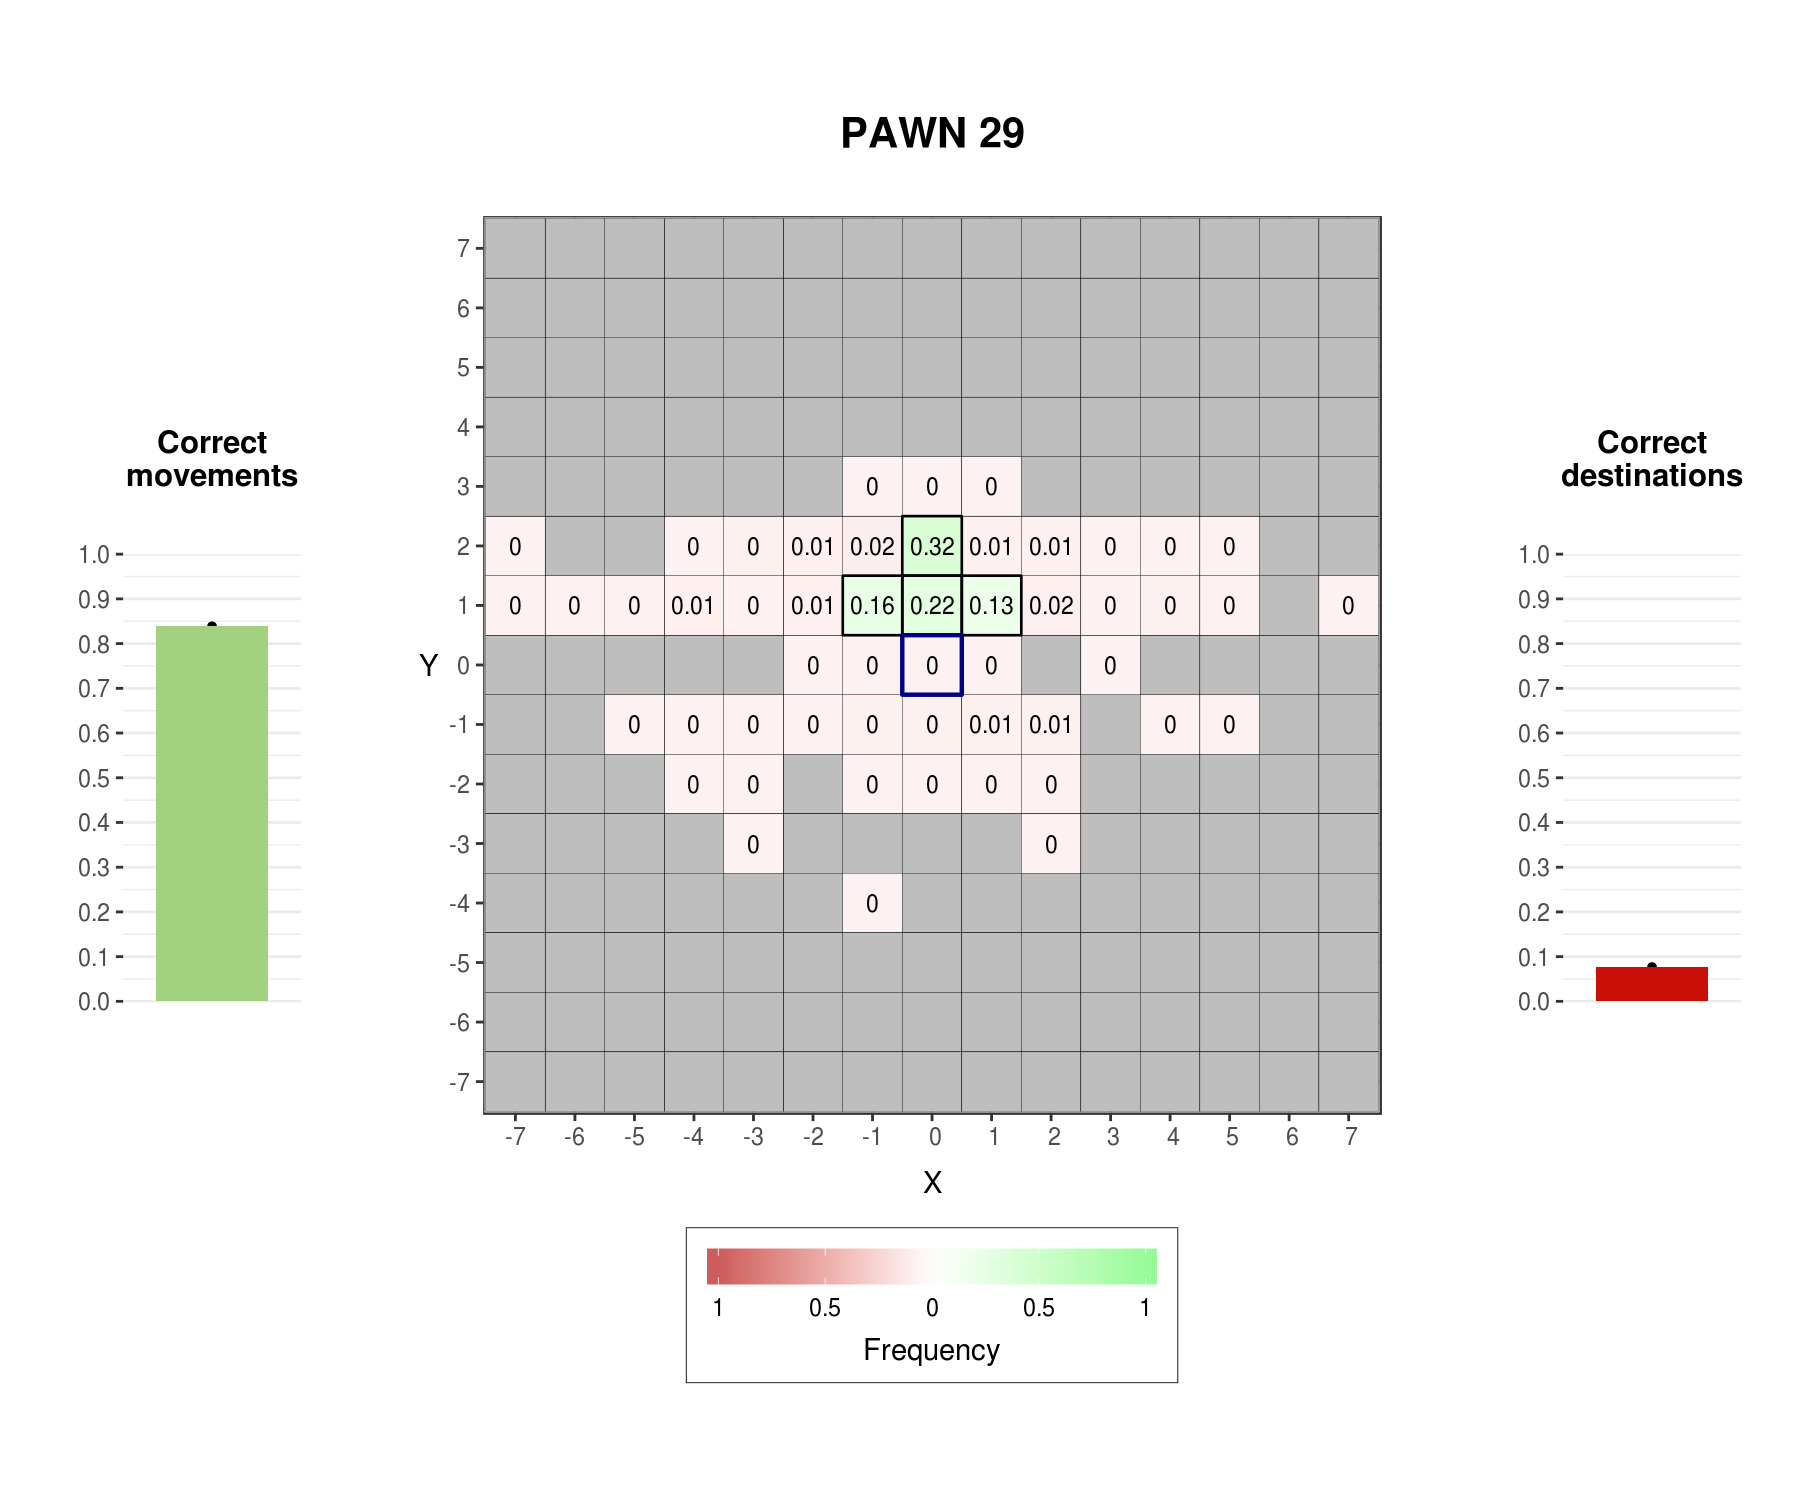 PAWN 29
Correct
movements
1.0
0.9
0.8
0.7
0.6
0.5
0.4
0.3
0.2
0.1
0.0
Y
7
6
5
4
3 0 0 0
2 0 0 0 0.01 0.02 0.32 0.01 0.01 0 0 0
1 0 0 0 0.01 0 0.01 0.16 0.22 0.13 0.02 0 0 0 0
0 0 0 0 0 0
-1 0 0 0 0 0 0 0.01 0.01 0 0
-2 0 0 0 0 0 0
-3 0 0
-4 0
-5
-6
-7
-7 -6 -5 -4 -3 -2 -1 0 1 2 3 4 5 6 7
X
1 0.5 0 0.5 1
Frequency
Correct
destinations
1.0
0.9
0.8
0.7
0.6
0.5
0.4
0.3
0.2
0.1
0.0